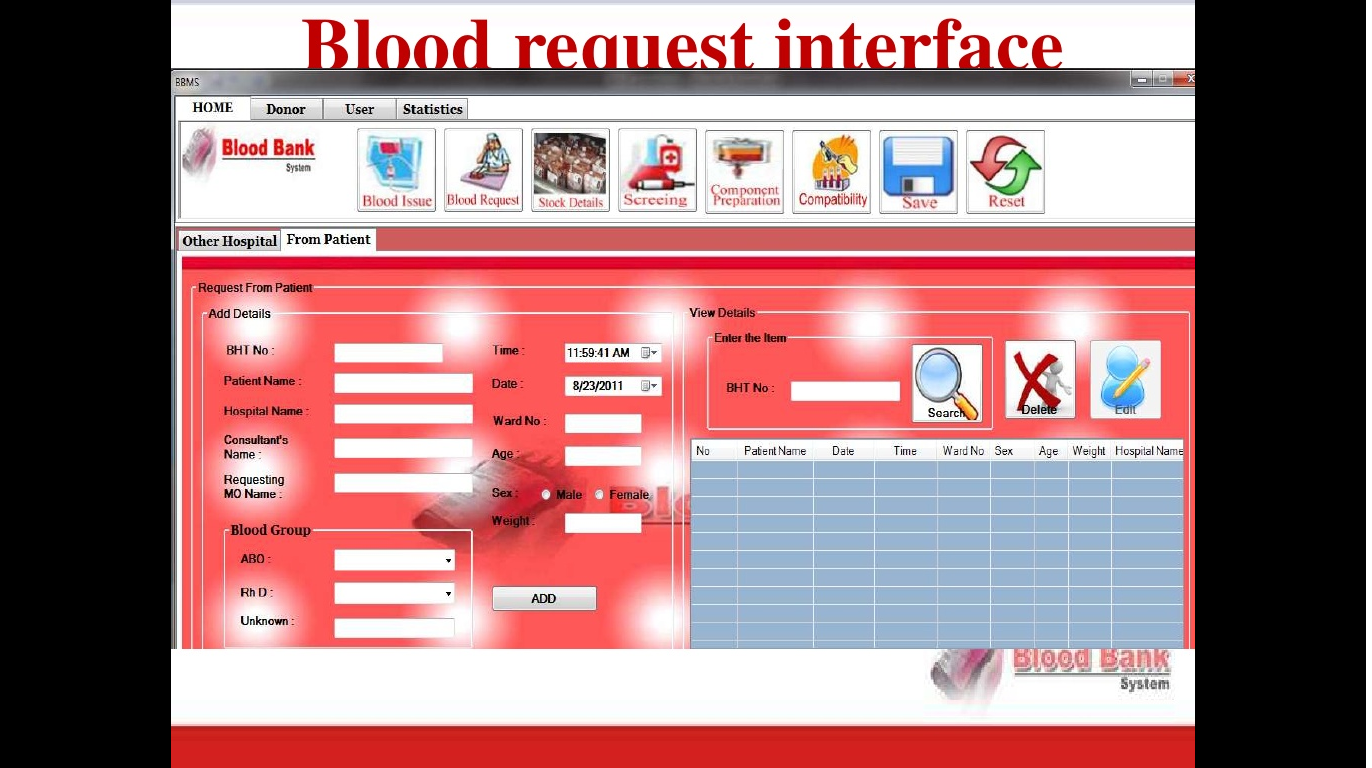 Blood request interface
BBMS
HOME Donor User Statistics
Blood Bank
System
Blood Issue
Blood Request
Stock Details
Screeing
Component
Preparation
Compatibility
Save
Reset
Other Hospital From Patient
Request From Patient
Add Details
BHT No :
Patient Name :
Hospital Name :
Consultant's
Name :
Requesting
MO Name :
Blood Group
ABO :
Rh D :
Unknown :
Time : 11:59:41 AM
Date : 8/23/2011
Ward No :
Age :
Sex : Male Female
Weight :
ADD
View Details
Enter the Item
BHT No :
Search
Delete
Edit
No Patient Name Date Time Ward No Sex Age Weight Hospital Name
Blood Bank
System